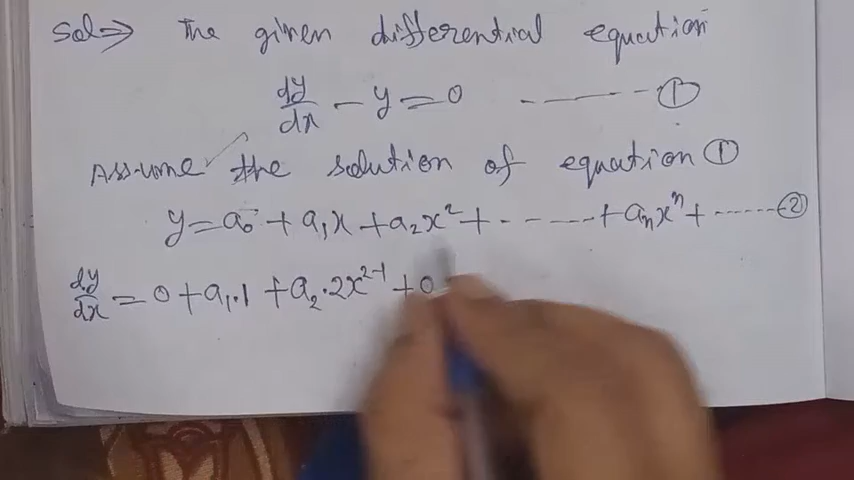 Sol⇒ The given differential equation
dy/dx - y = 0 -------- ①
Assume the solution of equation ①
y = a₀ + a₁x + a₂x² + ------ + aₙxⁿ + ------ ②
dy/dx = 0 + a₁·1 + a₂·2x²⁻¹ +